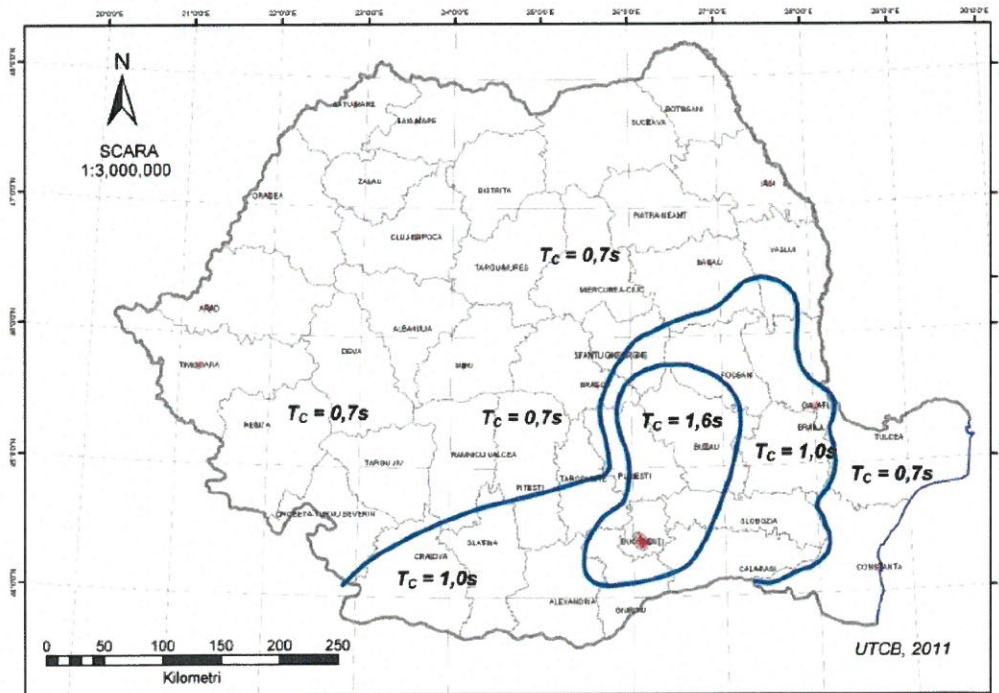 N
SCARA
1:3,000,000
SATU MARE
BAIA MARE
SUCEAVA
BOTOSANI
ZALAU
ORADEA
BISTRITA
IASI
CLUJ-NAPOCA
PIATRA-NEAMT
TARGU-MURES
Tc = 0,7s
BACAU
VASLUI
MIERCUREA-CIUC
ARAD
ALBA-IULIA
TIMISOARA
DEVA
SIBIU
SFANTU GHEORGHE
BRASOV
FOCSANI
GALATI
RESITA
Tc = 0,7s
Tc = 0,7s
Tc = 1,6s
BRAILA
TULCEA
BUZAU
Tc = 1,0s
Tc = 0,7s
TARGU JIU
RAMNICU VALCEA
PITESTI
TARGOVISTE
PLOIESTI
DROBETA-TURNU SEVERIN
SLOBOZIA
SLATINA
BUCURESTI
CRAIOVA
CALARASI
CONSTANTA
Tc = 1,0s
ALEXANDRIA
GIURGIU
0 50 100 150 200 250
Kilometri
UTCB, 2011